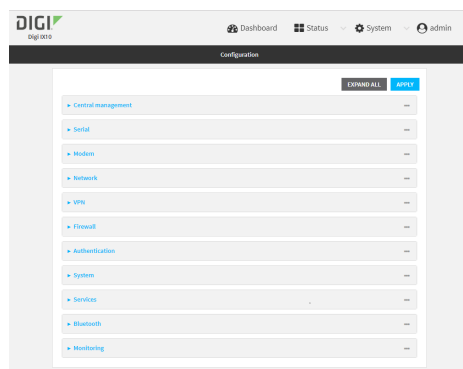 DIGI
Digi IX10
Dashboard Status System admin
Configuration
EXPAND ALL APPLY
Central management
Serial
Modem
Network
VPN
Firewall
Authentication
System
Services
Bluetooth
Monitoring